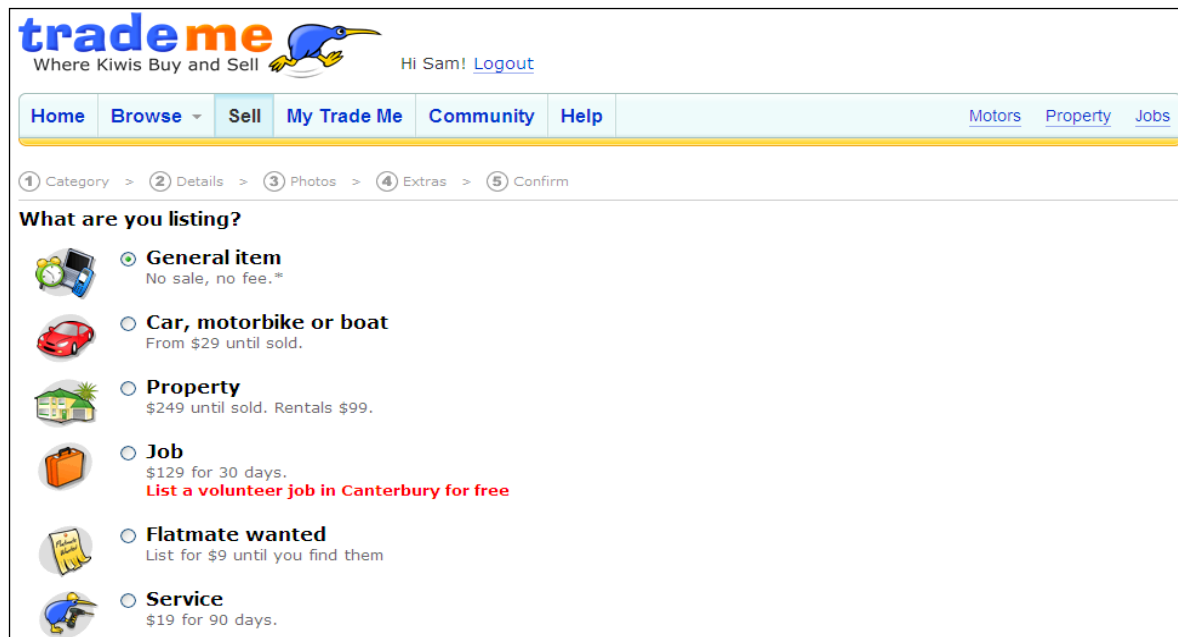 trademe
Where Kiwis Buy and Sell
Hi Sam! Logout
Home Browse Sell My Trade Me Community Help Motors Property Jobs
1 Category > 2 Details > 3 Photos > 4 Extras > 5 Confirm
What are you listing?
General item
No sale, no fee.*
Car, motorbike or boat
From $29 until sold.
Property
$249 until sold. Rentals $99.
Job
$129 for 30 days.
List a volunteer job in Canterbury for free
Flatmate Wanted
Flatmate wanted
List for $9 until you find them
Service
$19 for 90 days.